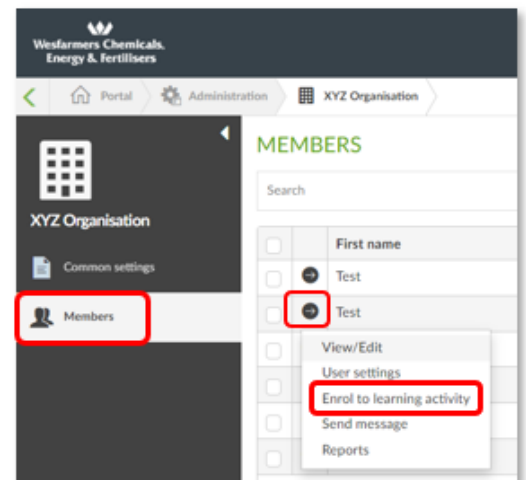 Wesfarmers Chemicals,
Energy & Fertilisers
Portal Administration XYZ Organisation
XYZ Organisation
Common settings
Members
MEMBERS
Search
First name
Test
Test
View/Edit
User settings
Enrol to learning activity
Send message
Reports